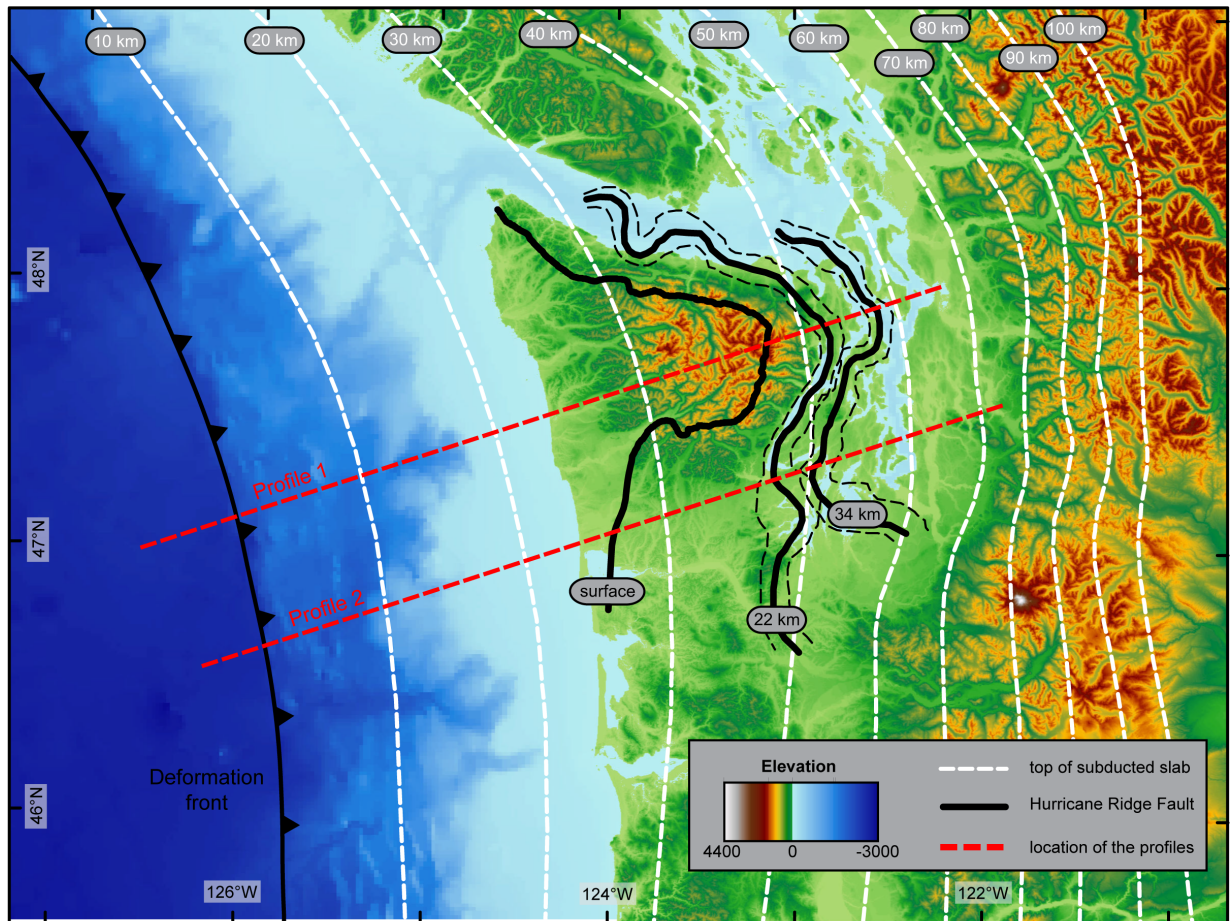 10 km
20 km
30 km
40 km
50 km
60 km
70 km
80 km
90 km
100 km
48°N
47°N
46°N
Profile 1
Profile 2
surface
34 km
22 km
Deformation
front
126°W
124°W
122°W
Elevation
4400 0 -3000
top of subducted slab
Hurricane Ridge Fault
location of the profiles